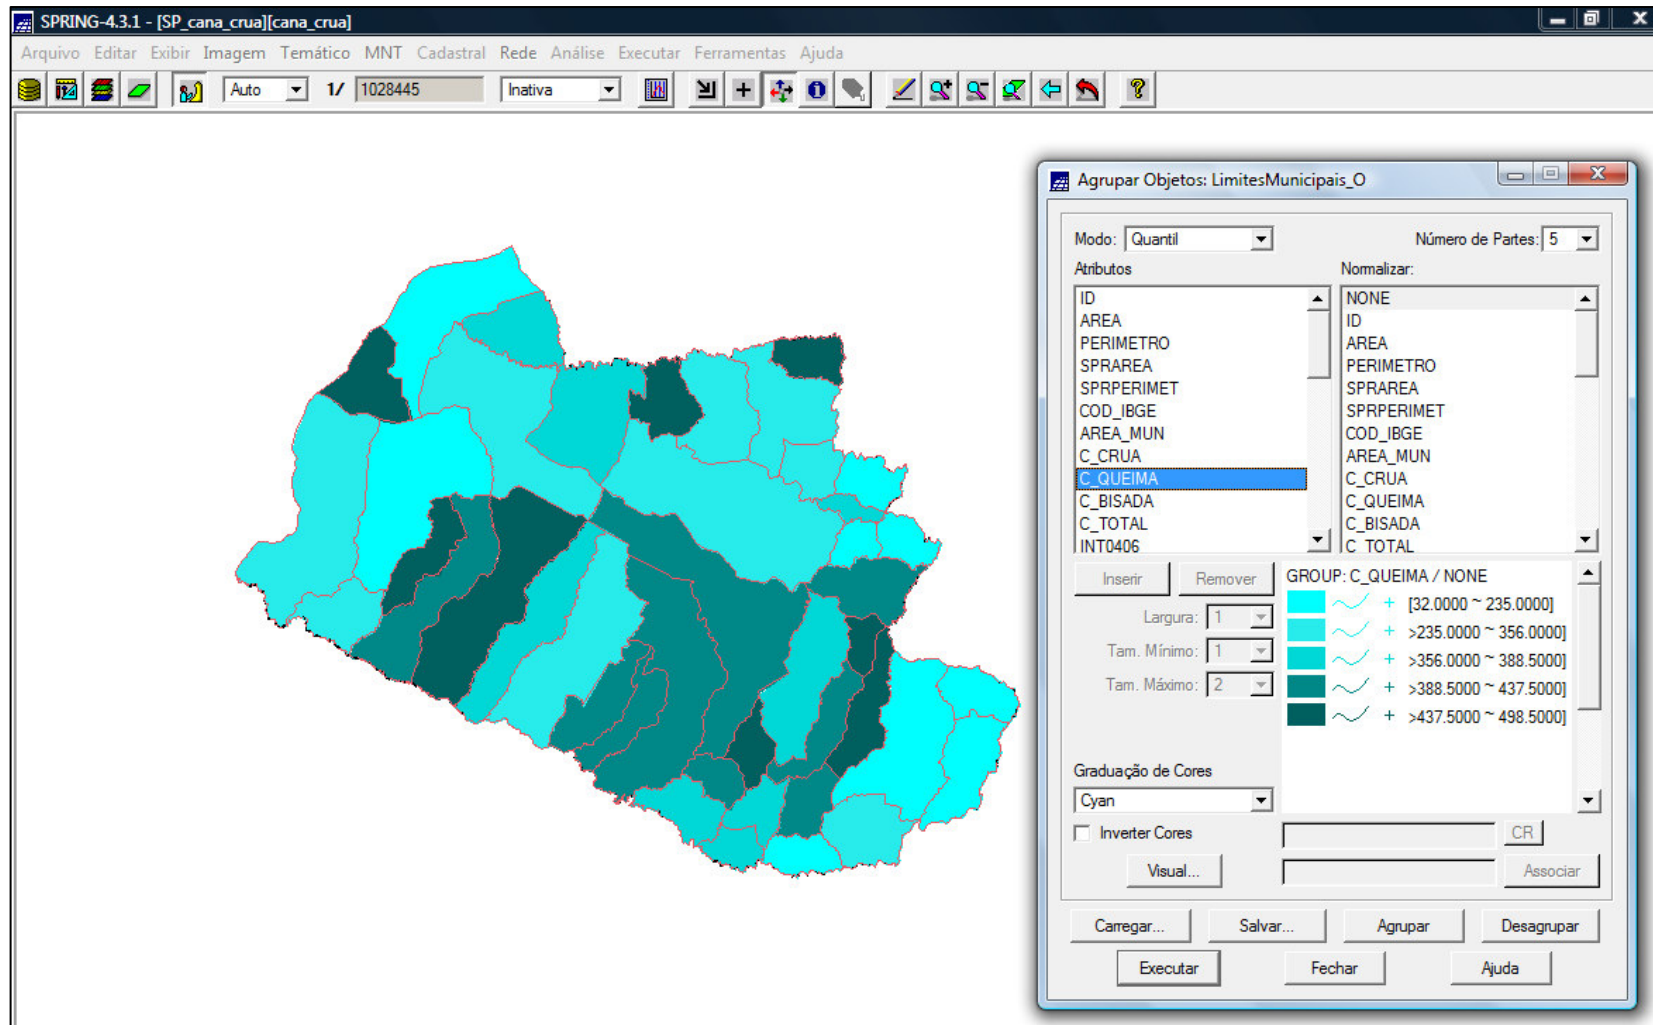 SPRING-4.3.1 - [SP_cana_crua][cana_crua]
Arquivo Editar Exibir Imagem Temático MNT Cadastral Rede Análise Executar Ferramentas Ajuda
Auto 1/ 1028445 Inativa
Agrupar Objetos: LimitesMunicipais_O
Modo: Quantil Número de Partes: 5
Atributos
ID
AREA
PERIMETRO
SPRAREA
SPRPERIMET
COD_IBGE
AREA_MUN
C_CRUA
C_QUEIMA
C_BISADA
C_TOTAL
INT0406
Normalizar:
NONE
ID
AREA
PERIMETRO
SPRAREA
SPRPERIMET
COD_IBGE
AREA_MUN
C_CRUA
C_QUEIMA
C_BISADA
C_TOTAL
Inserir Remover
Largura: 1
Tam. Mínimo: 1
Tam. Máximo: 2
GROUP: C_QUEIMA / NONE
[32.0000 ~ 235.0000]
>235.0000 ~ 356.0000]
>356.0000 ~ 388.5000]
>388.5000 ~ 437.5000]
>437.5000 ~ 498.5000]
Graduação de Cores
Cyan
Inverter Cores CR
Visual... Associar
Carregar... Salvar... Agrupar Desagrupar
Executar Fechar Ajuda